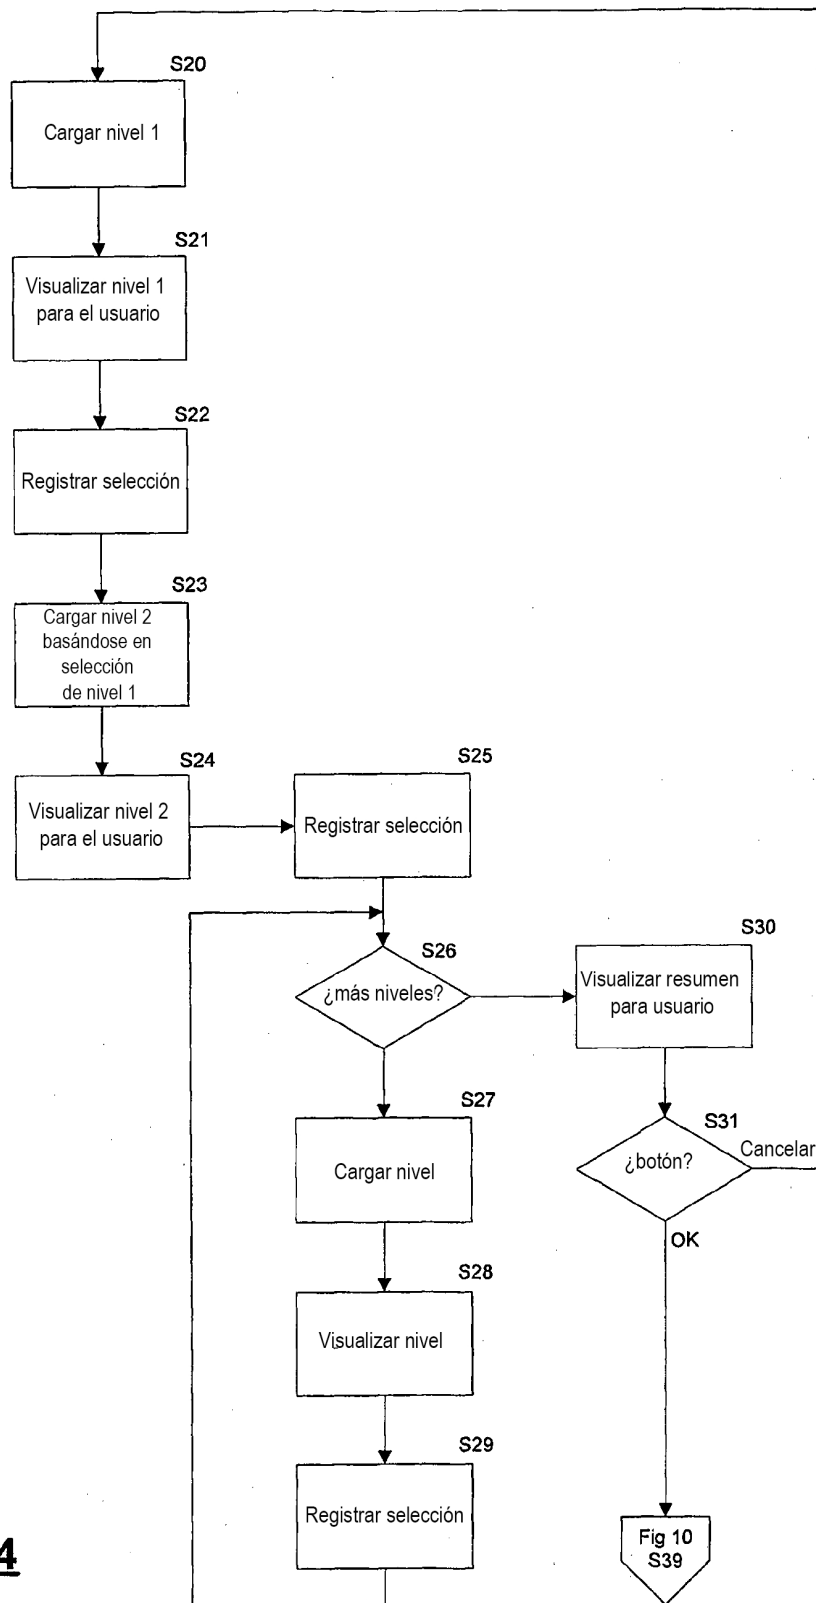 S20
Cargar nivel 1
S21
Visualizar nivel 1
para el usuario
S22
Registrar selección
S23
Cargar nivel 2
basándose en
selección
de nivel 1
S24
Visualizar nivel 2
para el usuario
S25
Registrar selección
S26
¿más niveles?
S30
Visualizar resumen
para usuario
S31
¿botón?
Cancelar
OK
S27
Cargar nivel
S28
Visualizar nivel
S29
Registrar selección
Fig 10
S39
4